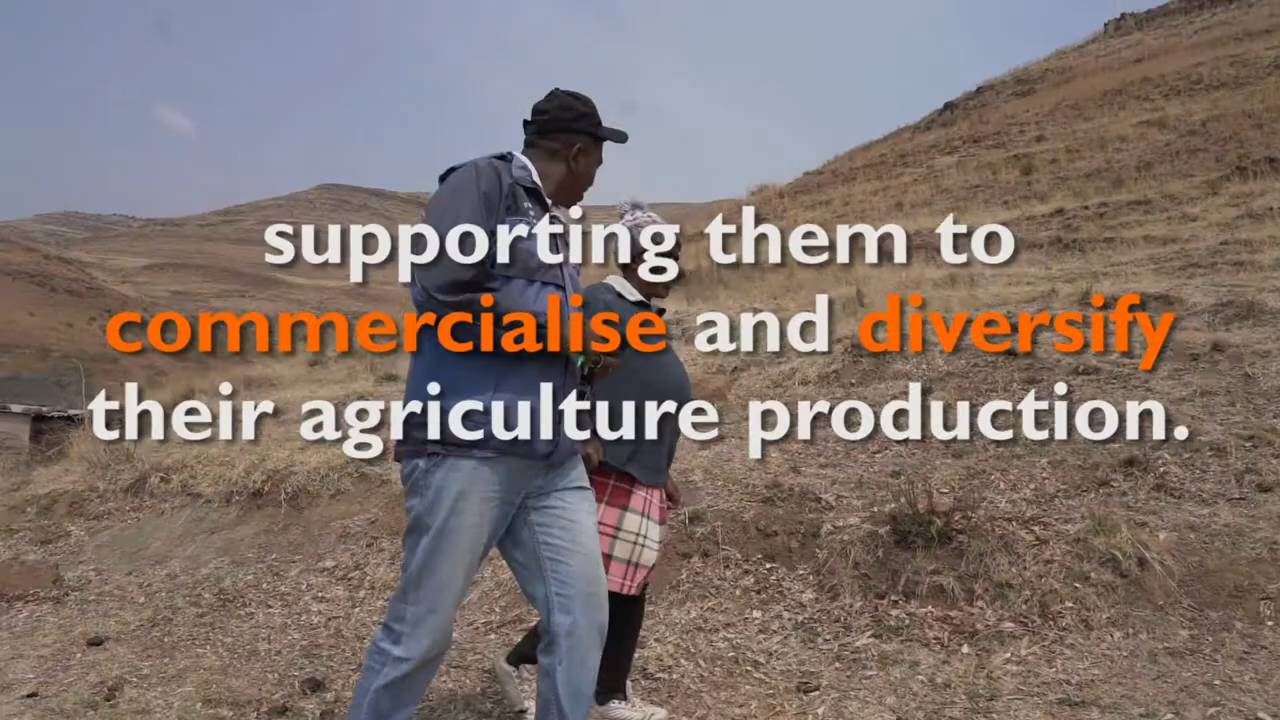 supporting them to
commercialise and diversify
their agriculture production.